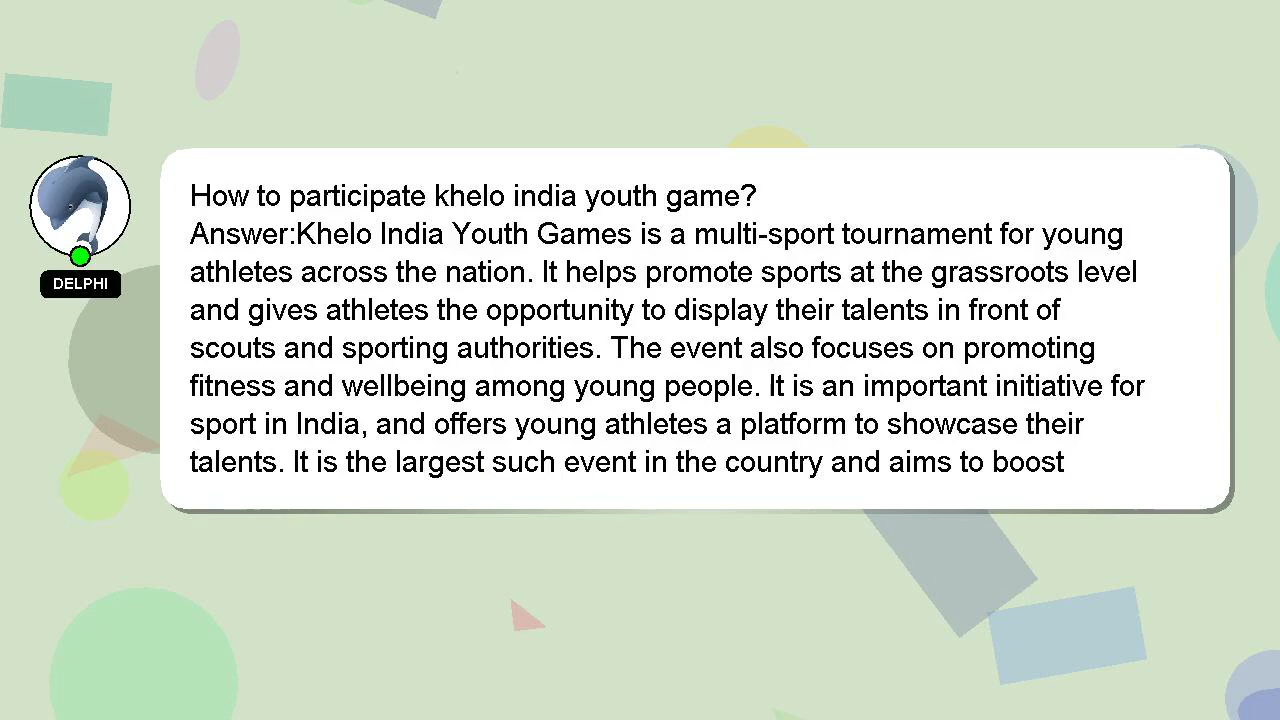 DELPHI
How to participate khelo india youth game?
Answer:Khelo India Youth Games is a multi-sport tournament for young
athletes across the nation. It helps promote sports at the grassroots level
and gives athletes the opportunity to display their talents in front of
scouts and sporting authorities. The event also focuses on promoting
fitness and wellbeing among young people. It is an important initiative for
sport in India, and offers young athletes a platform to showcase their
talents. It is the largest such event in the country and aims to boost